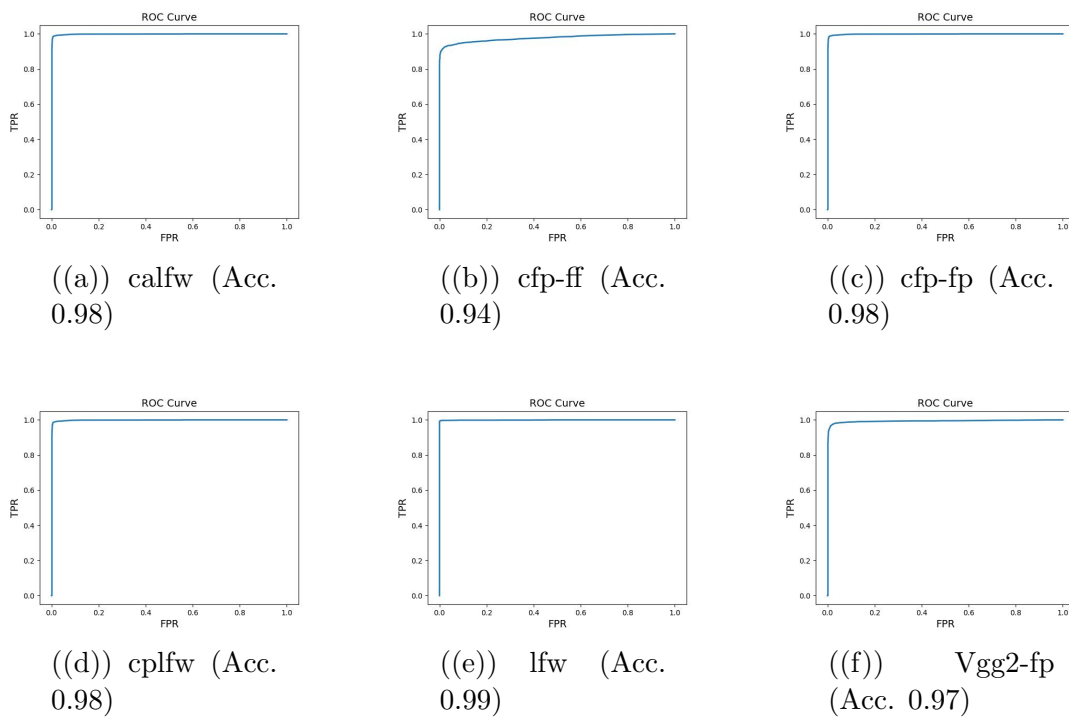 ROC Curve
1.0
0.8
0.6
0.4
0.2
0.0
TPR
0.0 0.2 0.4 0.6 0.8 1.0
FPR
((a)) calfw (Acc.
0.98)
ROC Curve
1.0
0.8
0.6
0.4
0.2
0.0
TPR
0.0 0.2 0.4 0.6 0.8 1.0
FPR
((b)) cfp-ff (Acc.
0.94)
ROC Curve
1.0
0.8
0.6
0.4
0.2
0.0
TPR
0.0 0.2 0.4 0.6 0.8 1.0
FPR
((c)) cfp-fp (Acc.
0.98)
ROC Curve
1.0
0.8
0.6
0.4
0.2
0.0
TPR
0.0 0.2 0.4 0.6 0.8 1.0
FPR
((d)) cplfw (Acc.
0.98)
ROC Curve
1.0
0.8
0.6
0.4
0.2
0.0
TPR
0.0 0.2 0.4 0.6 0.8 1.0
FPR
((e)) lfw (Acc.
0.99)
ROC Curve
1.0
0.8
0.6
0.4
0.2
0.0
TPR
0.0 0.2 0.4 0.6 0.8 1.0
FPR
((f)) Vgg2-fp
(Acc. 0.97)